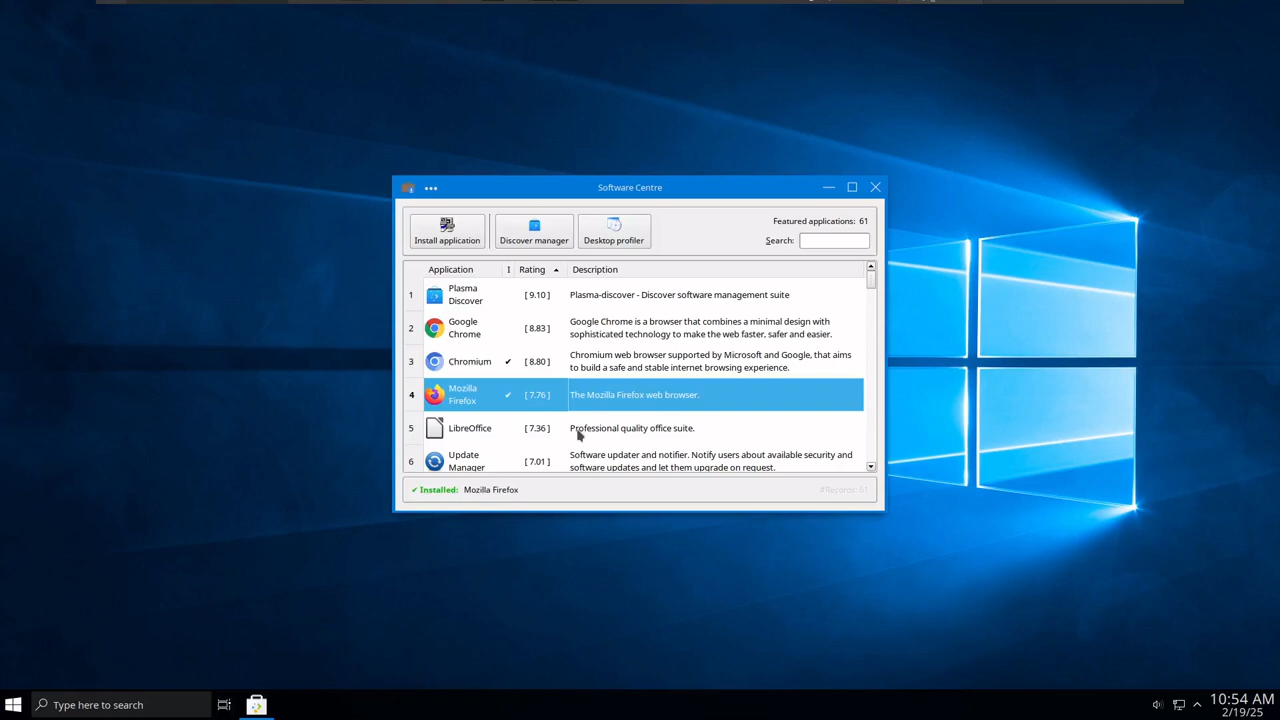 Software Centre
Install application
Discover manager
Desktop profiler
Featured applications: 61
Search:
Application I Rating Description
1 Plasma Discover [ 9.10 ] Plasma-discover - Discover software management suite
2 Google Chrome [ 8.83 ] Google Chrome is a browser that combines a minimal design with
sophisticated technology to make the web faster, safer and easier.
3 Chromium ✔ [ 8.80 ] Chromium web browser supported by Microsoft and Google, that aims
to build a safe and stable internet browsing experience.
4 Mozilla Firefox ✔ [ 7.76 ] The Mozilla Firefox web browser.
5 LibreOffice [ 7.36 ] Professional quality office suite.
6 Update Manager [ 7.01 ] Software updater and notifier. Notify users about available security and
software updates and let them upgrade on request.
✔ Installed: Mozilla Firefox
#Records: 61
Type here to search
10:54 AM
2/19/25